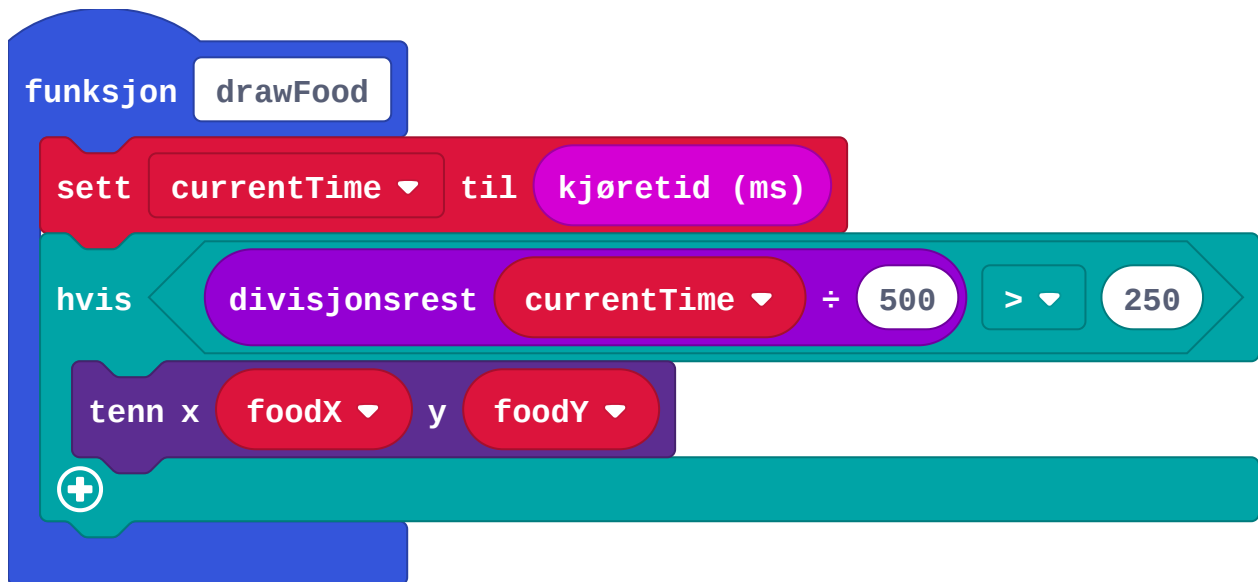 funksjon drawFood
sett currentTime til kjøretid (ms)
hvis divisjonsrest currentTime ÷ 500 > 250
tenn x foodX y foodY